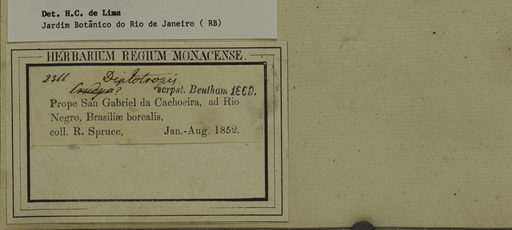 Det. H.C. de Lima
Jardim Botânico do Rio de Janeiro ( RB)
HERBARIUM REGIUM MONACENSE.
2366 Diplotropis
scrpst. Bentham 1860.
Prope San Gabriel da Cachoeira, ad Rio
Negro, Brasiliæ borealis,
coll. R. Spruce, Jan.-Aug. 1852.